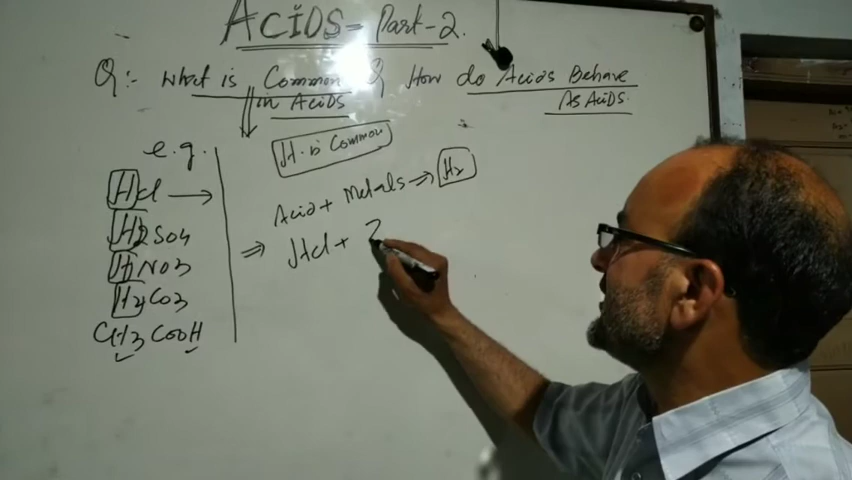 ACIDS - Part-2.
Q:- What is Common & How do Acids Behave
in Acids As Acids.
e.g.
H. is Common
HCl →
Acid + Metals ⇒ H2
H2SO4
⇒ HCl + Z
HNO3
H2CO3
CH3COOH